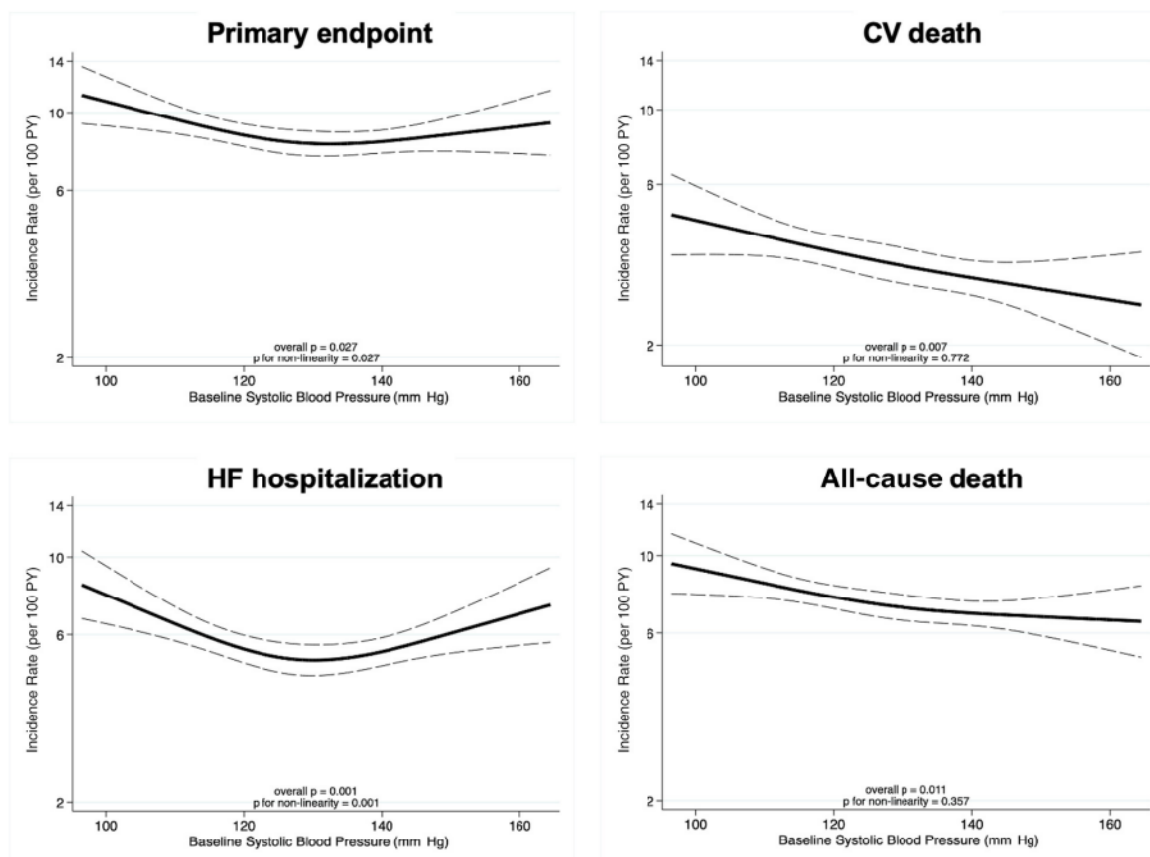 Primary endpoint
14
10
6
2
Incidence Rate (per 100 PY)
overall p = 0.027
p for non-linearity = 0.027
100 120 140 160
Baseline Systolic Blood Pressure (mm Hg)
CV death
14
10
6
2
Incidence Rate (per 100 PY)
overall p = 0.007
p for non-linearity = 0.772
100 120 140 160
Baseline Systolic Blood Pressure (mm Hg)
HF hospitalization
14
10
6
2
Incidence Rate (per 100 PY)
overall p = 0.001
p for non-linearity = 0.001
100 120 140 160
Baseline Systolic Blood Pressure (mm Hg)
All-cause death
14
10
6
2
Incidence Rate (per 100 PY)
overall p = 0.011
p for non-linearity = 0.357
100 120 140 160
Baseline Systolic Blood Pressure (mm Hg)